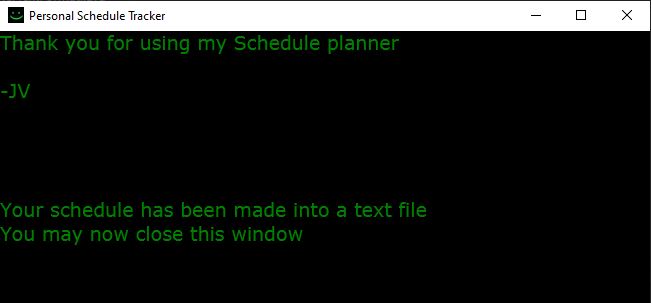 Personal Schedule Tracker
Thank you for using my Schedule planner
-JV
Your schedule has been made into a text file
You may now close this window